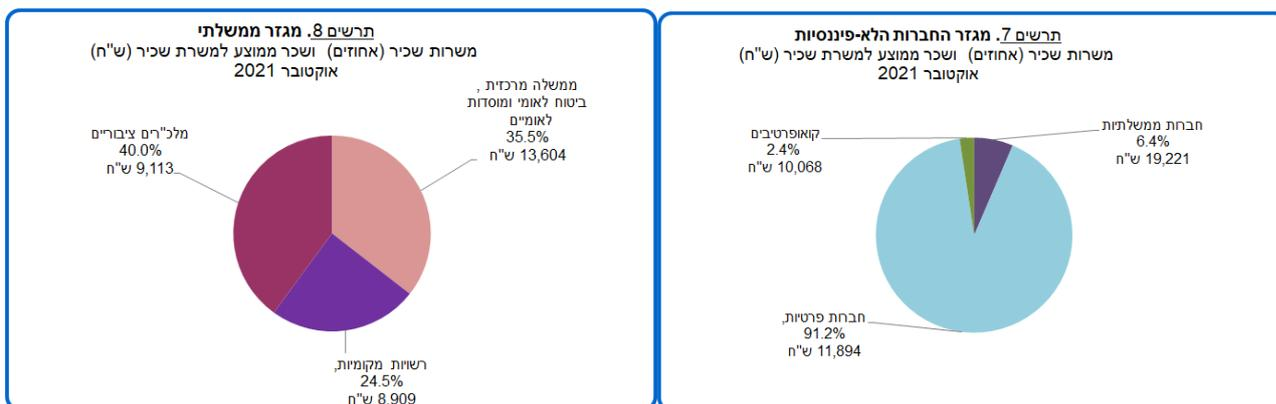 תרשים 7. מגזר החברות הלא-פיננסיות
משרות שכיר (אחוזים) ושכר ממוצע למשרת שכיר (ש"ח)
אוקטובר 2021
חברות ממשלתיות
6.4%
19,221 ש"ח
קואופרטיבים
2.4%
10,068 ש"ח
חברות פרטיות,
91.2%
11,894 ש"ח
תרשים 8. מגזר ממשלתי
משרות שכיר (אחוזים) ושכר ממוצע למשרת שכיר (ש"ח)
אוקטובר 2021
ממשלה מרכזית ,
ביטוח לאומי ומוסדות
לאומיים
35.5%
13,604 ש"ח
מלכ"רים ציבוריים
40.0%
9,113 ש"ח
רשויות מקומיות,
24.5%
8,909 ש"ח